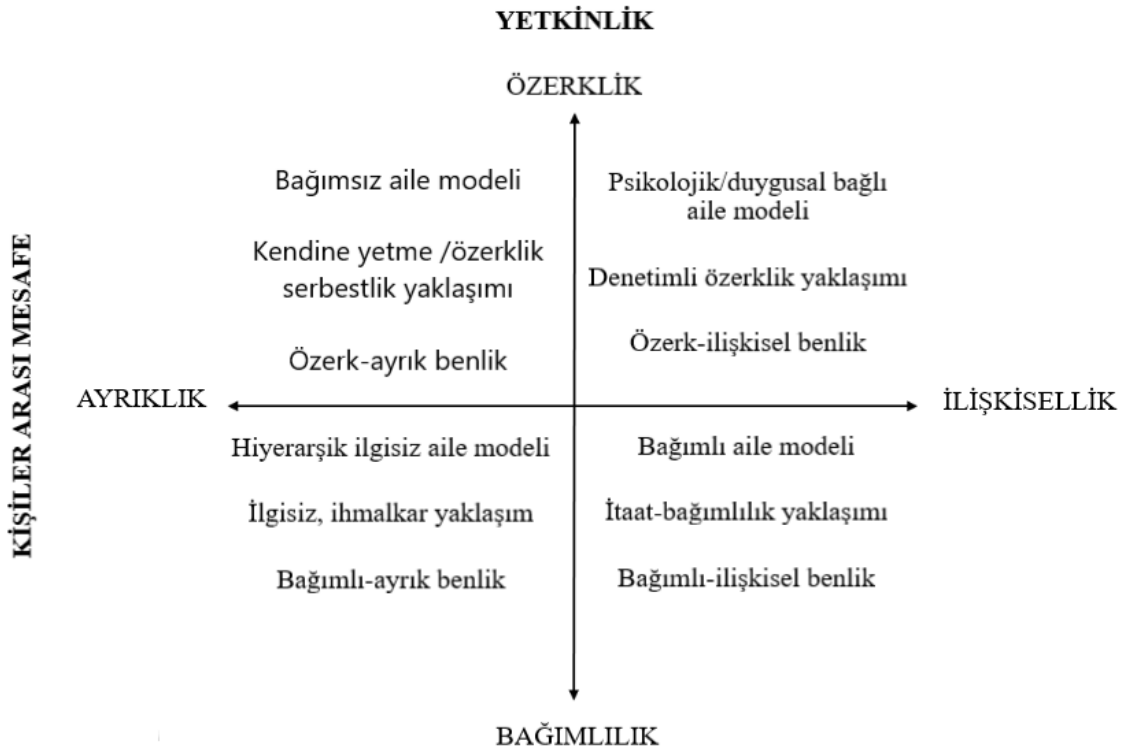 YETKİNLİK
ÖZERKLİK
Bağımsız aile modeli
Kendine yetme /özerklik
serbestlik yaklaşımı
Özerk-ayrık benlik
Psikolojik/duygusal bağlı
aile modeli
Denetimli özerklik yaklaşımı
Özerk-ilişkisel benlik
KİŞİLER ARASI MESAFE
AYRIKLIK
İLİŞKİSELLİK
Hiyerarşik ilgisiz aile modeli
İlgisiz, ihmalkar yaklaşım
Bağımlı-ayrık benlik
Bağımlı aile modeli
İtaat-bağımlılık yaklaşımı
Bağımlı-ilişkisel benlik
BAĞIMLILIK